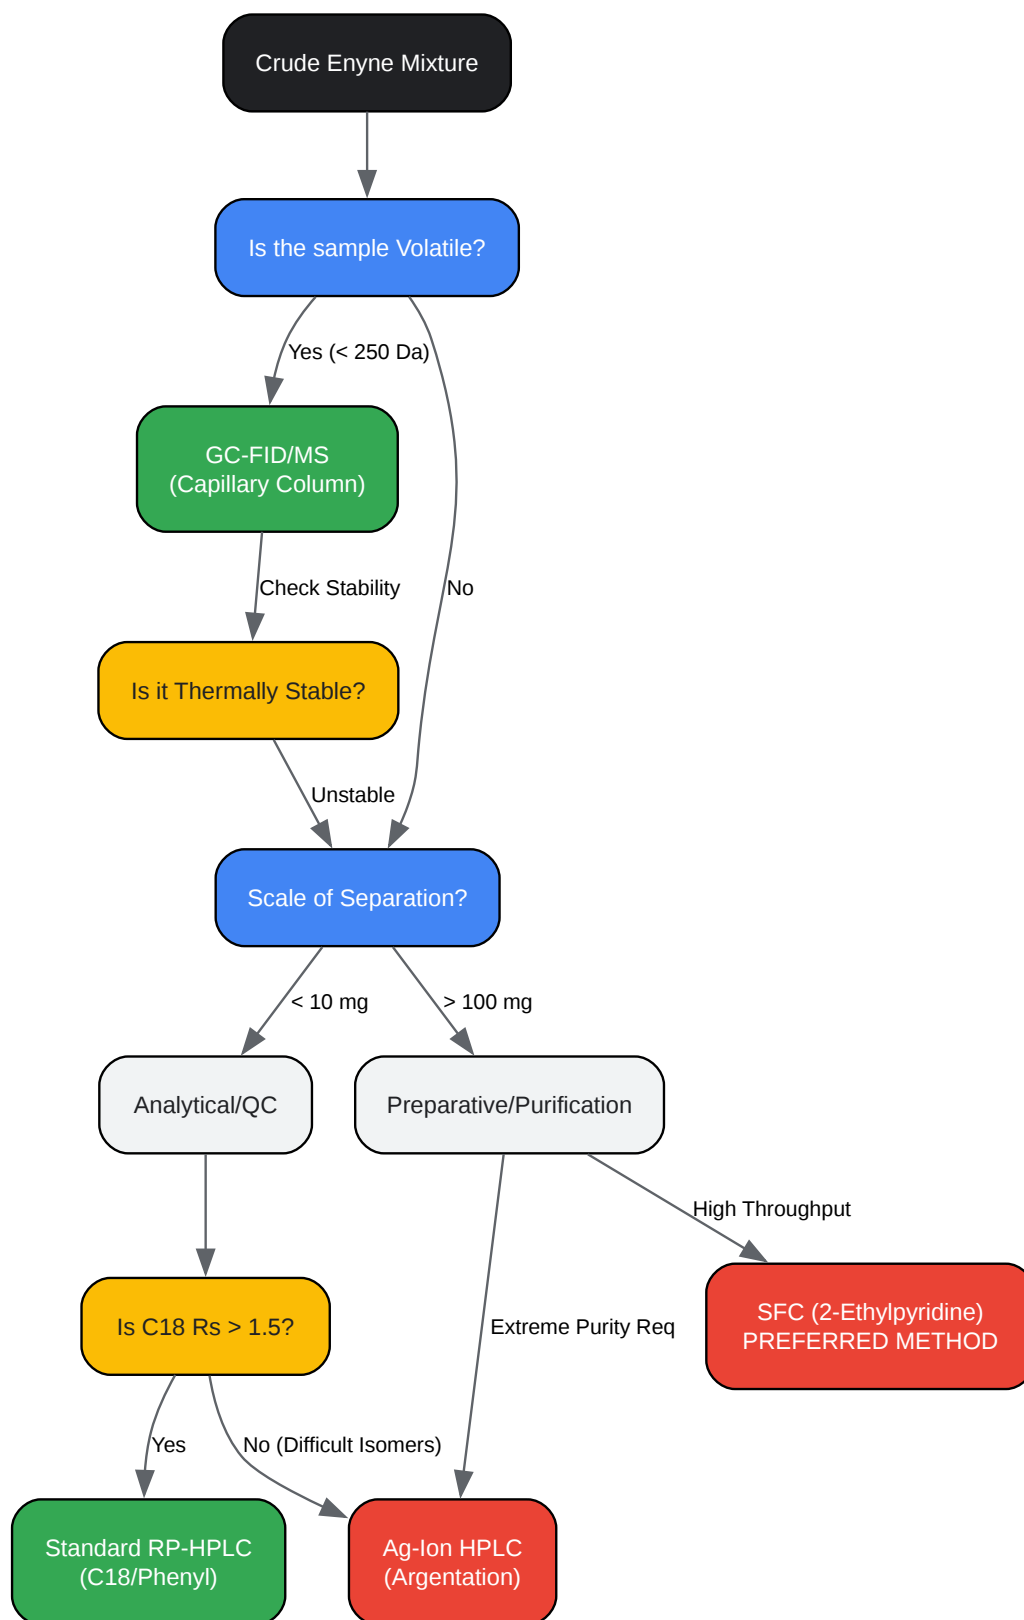 Crude Enyne Mixture
Is the sample Volatile?
Yes (< 250 Da)
GC-FID/MS
(Capillary Column)
Check Stability
No
Is it Thermally Stable?
Unstable
Scale of Separation?
< 10 mg
> 100 mg
Analytical/QC
Preparative/Purification
High Throughput
SFC (2-Ethylpyridine)
PREFERRED METHOD
Is C18 Rs > 1.5?
Extreme Purity Req
Yes
No (Difficult Isomers)
Standard RP-HPLC
(C18/Phenyl)
Ag-Ion HPLC
(Argentation)